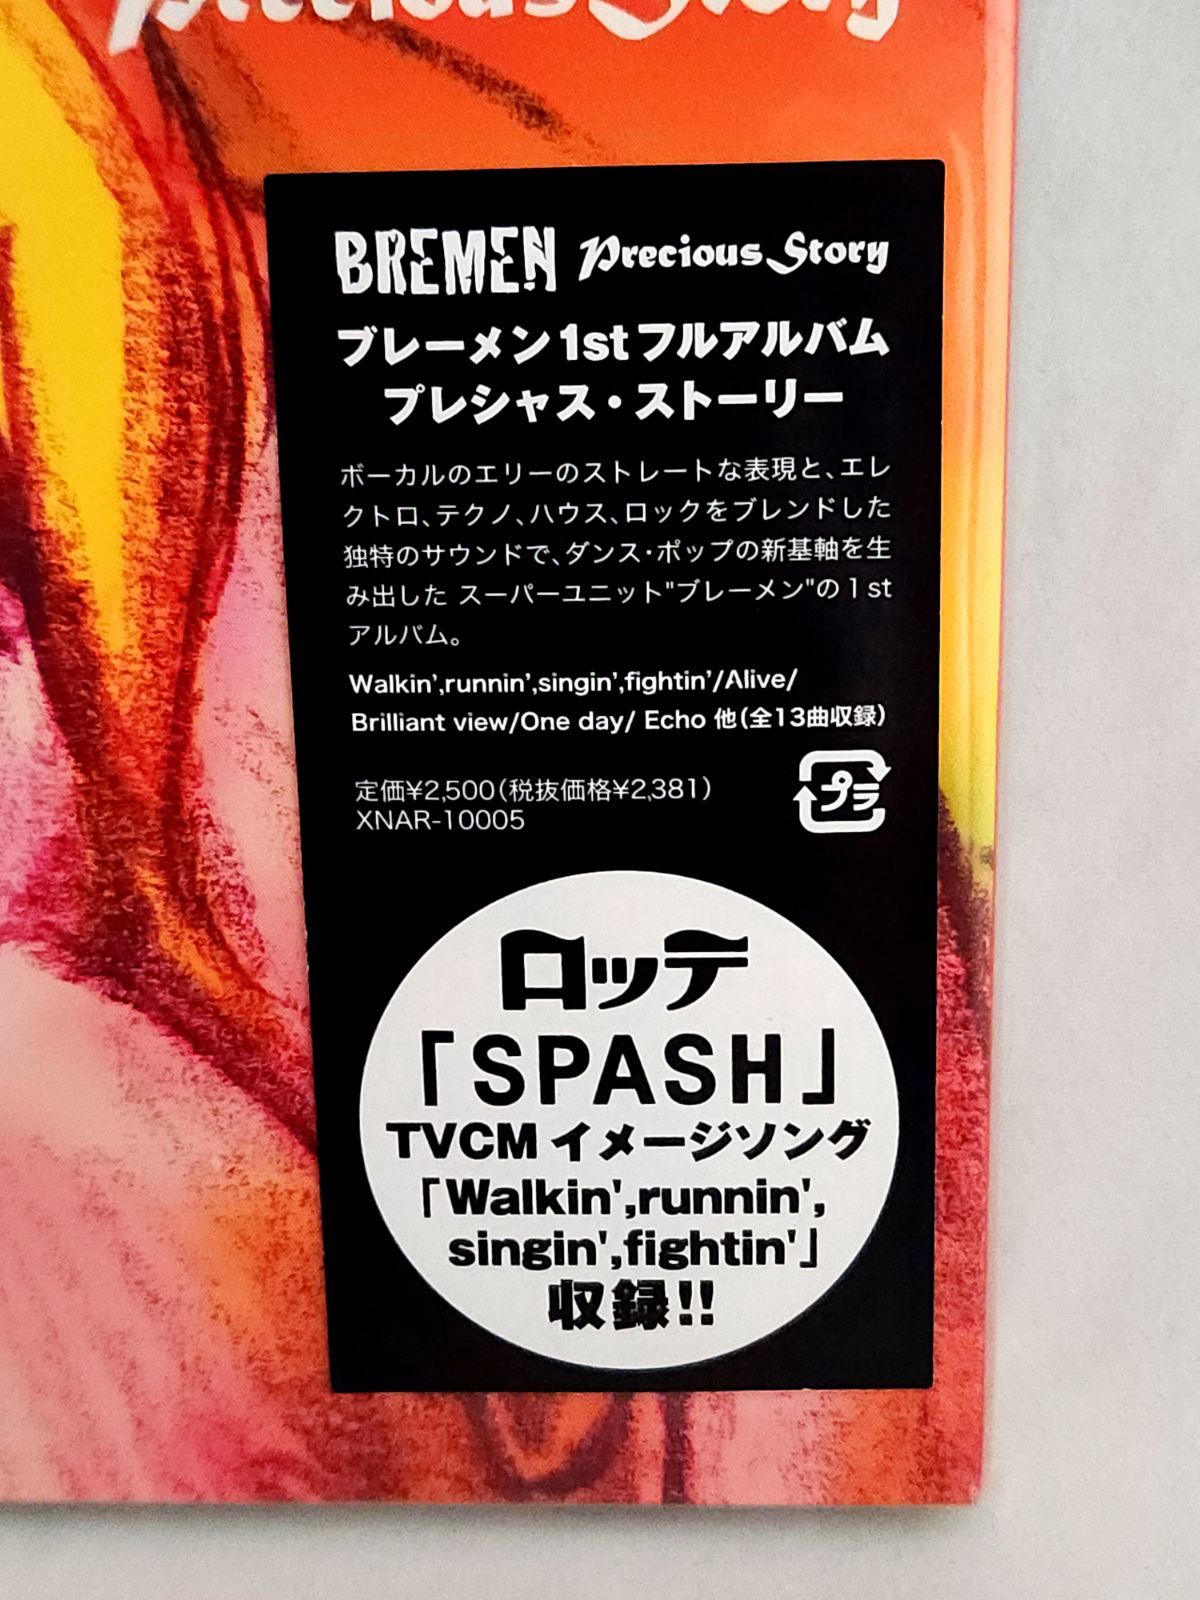 Precious Story
BREMEN Precious Story
ブレーメン1stフルアルバム
プレシャス・ストーリー
ボーカルのエリーのストレートな表現と、エレ
クトロ、テクノ、ハウス、ロックをブレンドした
独特のサウンドで、ダンス・ポップの新基軸を生
み出した スーパーユニット"ブレーメン"の1st
アルバム。
Walkin',runnin',singin',fightin'/Alive/
Brilliant view/One day/ Echo 他(全13曲収録)
定価¥2,500(税抜価格¥2,381)
XNAR-10005
プラ
ロッテ
「SPASH」
TVCMイメージソング
「Walkin',runnin',
singin',fightin'」
収録!!